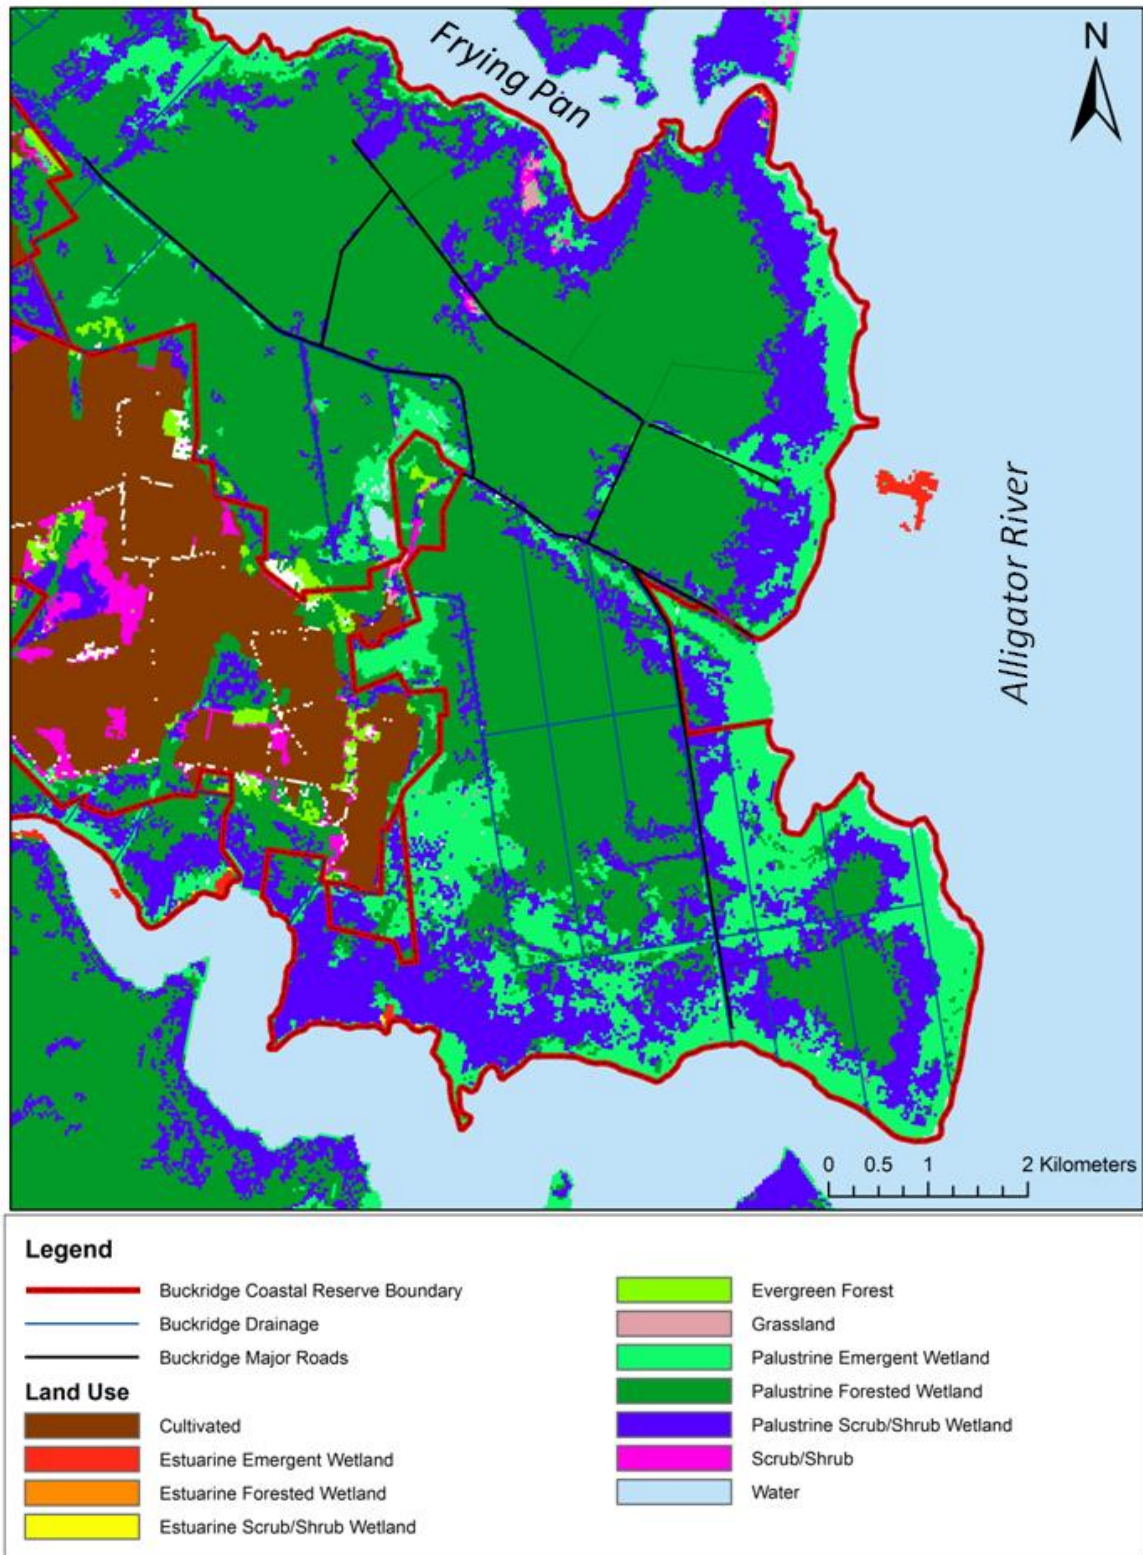 Frying Pan
N
Alligator River
0 0.5 1 2 Kilometers
Legend
Buckridge Coastal Reserve Boundary
Buckridge Drainage
Buckridge Major Roads
Land Use
Cultivated
Estuarine Emergent Wetland
Estuarine Forested Wetland
Estuarine Scrub/Shrub Wetland
Evergreen Forest
Grassland
Palustrine Emergent Wetland
Palustrine Forested Wetland
Palustrine Scrub/Shrub Wetland
Scrub/Shrub
Water